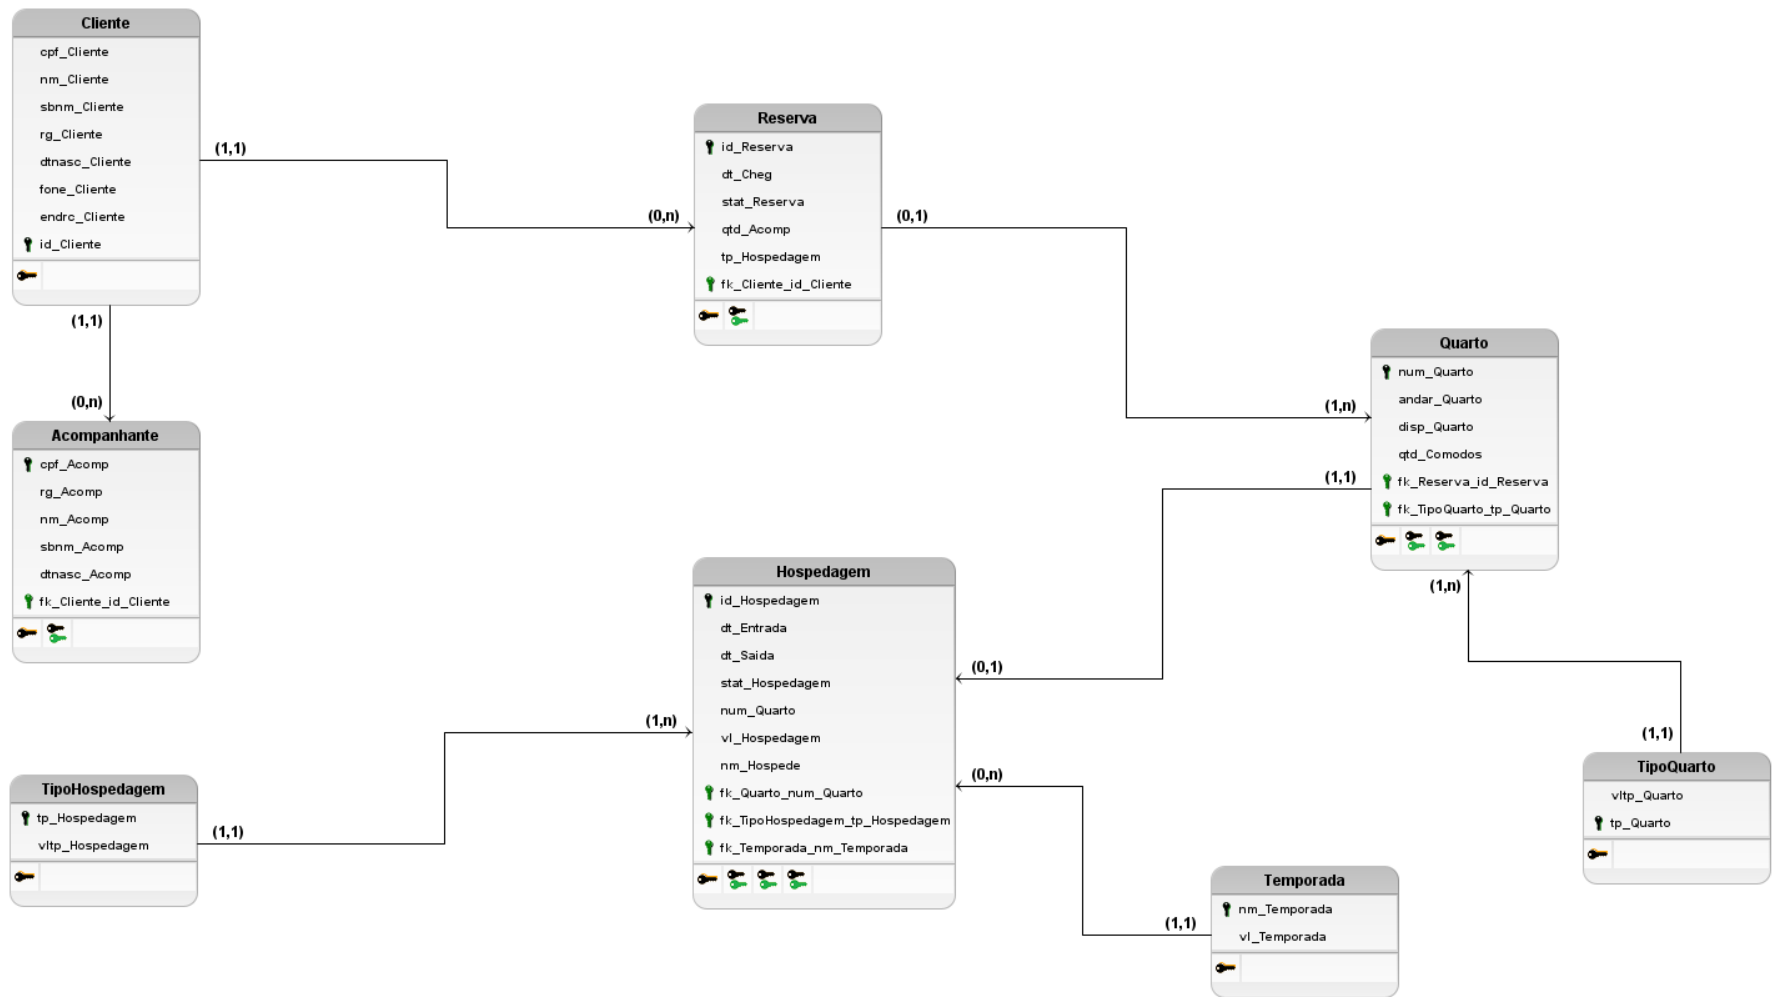 Cliente
cpf_Cliente
nm_Cliente
sbnm_Cliente
rg_Cliente
dtnasc_Cliente
fone_Cliente
endrc_Cliente
id_Cliente
(1,1)
(0,n)
(1,1)
(0,n)
Reserva
id_Reserva
dt_Cheg
stat_Reserva
qtd_Acomp
tp_Hospedagem
fk_Cliente_id_Cliente
(0,1)
(1,n)
Quarto
num_Quarto
andar_Quarto
disp_Quarto
qtd_Comodos
fk_Reserva_id_Reserva
fk_TipoQuarto_tp_Quarto
(1,1)
(0,1)
(1,n)
(1,1)
Acompanhante
cpf_Acomp
rg_Acomp
nm_Acomp
sbnm_Acomp
dtnasc_Acomp
fk_Cliente_id_Cliente
Hospedagem
id_Hospedagem
dt_Entrada
dt_Saida
stat_Hospedagem
num_Quarto
vl_Hospedagem
nm_Hospede
fk_Quarto_num_Quarto
fk_TipoHospedagem_tp_Hospedagem
fk_Temporada_nm_Temporada
(1,n)
(0,n)
TipoHospedagem
tp_Hospedagem
vltp_Hospedagem
(1,1)
TipoQuarto
vltp_Quarto
tp_Quarto
Temporada
nm_Temporada
vl_Temporada
(1,1)